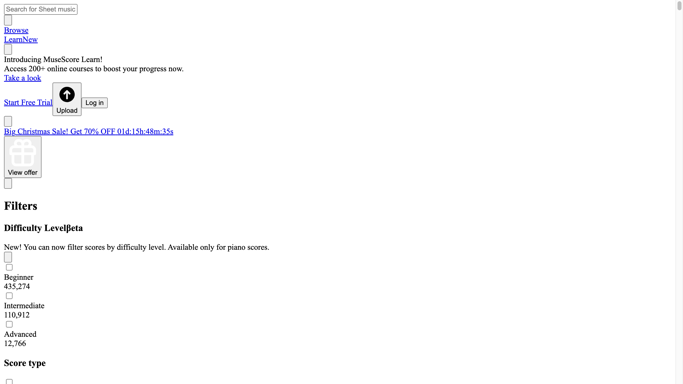 Search for Sheet music
Browse
LearnNew
Introducing MuseScore Learn!
Access 200+ online courses to boost your progress now.
Take a look
Start Free Trial
Upload
Log in
Big Christmas Sale! Get 70% OFF 01d:15h:48m:35s
View offer
Filters
Difficulty Levelβeta
New! You can now filter scores by difficulty level. Available only for piano scores.
Beginner
435,274
Intermediate
110,912
Advanced
12,766
Score type